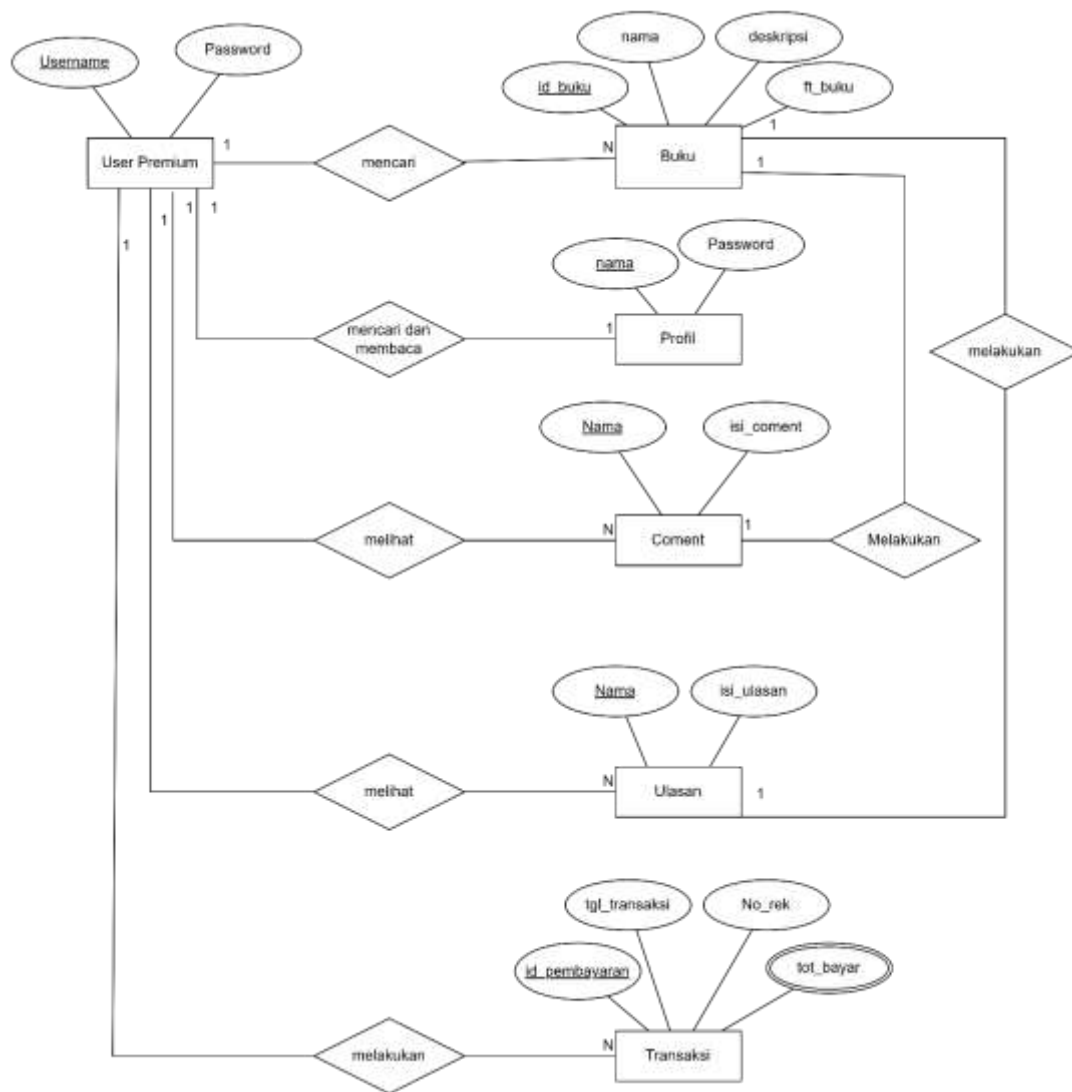 nama
deskripsi
Username
Password
id_buku
ft_buku
1
User Premium
1
mencari
N
Buku
1
1
1
1
1
1
nama
Password
mencari dan
membaca
1
Profil
melakukan
Nama
isi_coment
melihat
N
Coment
1
Melakukan
Nama
isi_ulasan
melihat
N
Ulasan
1
tgl_transaksi
No_rek
id_pembayaran
tot_bayar
melakukan
N
Transaksi